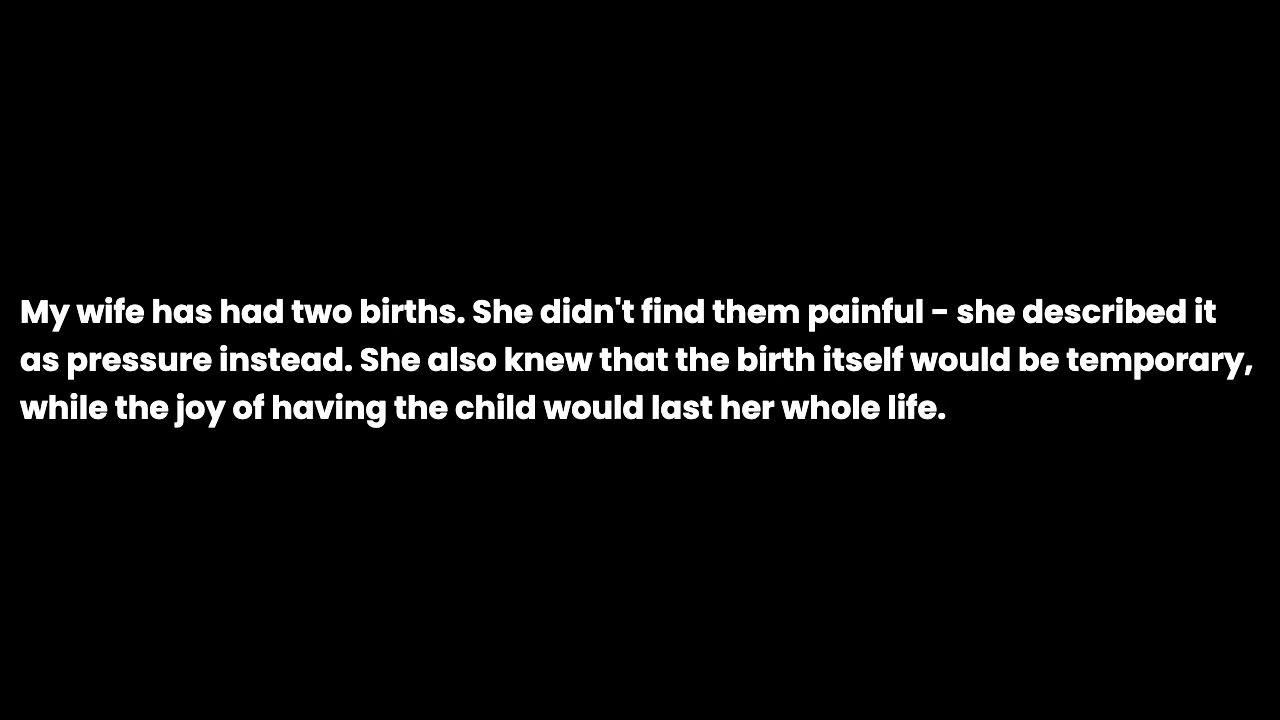 My wife has had two births. She didn't find them painful - she described it
as pressure instead. She also knew that the birth itself would be temporary,
while the joy of having the child would last her whole life.